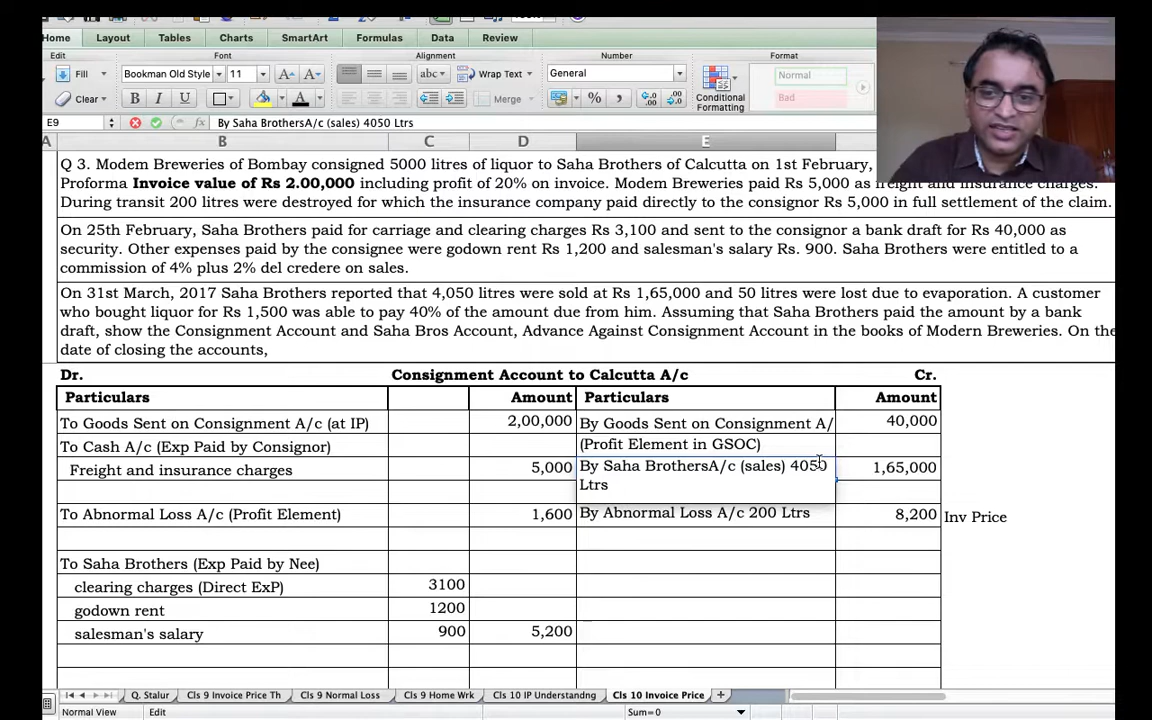 Home Layout Tables Charts SmartArt Formulas Data Review
Edit Font Alignment Number Format
Fill Bookman Old Style 11 A A abc Wrap Text General Normal
Clear B I U A Merge % , .0 .00 .00 .0 Conditional Formatting Bad
E9 fx By Saha BrothersA/c (sales) 4050 Ltrs
A B C D E
Q 3. Modem Breweries of Bombay consigned 5000 litres of liquor to Saha Brothers of Calcutta on 1st February,
Proforma Invoice value of Rs 2.00,000 including profit of 20% on invoice. Modem Breweries paid Rs 5,000 as freight and insurance charges.
During transit 200 litres were destroyed for which the insurance company paid directly to the consignor Rs 5,000 in full settlement of the claim.
On 25th February, Saha Brothers paid for carriage and clearing charges Rs 3,100 and sent to the consignor a bank draft for Rs 40,000 as
security. Other expenses paid by the consignee were godown rent Rs 1,200 and salesman's salary Rs. 900. Saha Brothers were entitled to a
commission of 4% plus 2% del credere on sales.
On 31st March, 2017 Saha Brothers reported that 4,050 litres were sold at Rs 1,65,000 and 50 litres were lost due to evaporation. A customer
who bought liquor for Rs 1,500 was able to pay 40% of the amount due from him. Assuming that Saha Brothers paid the amount by a bank
draft, show the Consignment Account and Saha Bros Account, Advance Against Consignment Account in the books of Modern Breweries. On the
date of closing the accounts,
Dr. Consignment Account to Calcutta A/c Cr.
Particulars Amount Particulars Amount
To Goods Sent on Consignment A/c (at IP) 2,00,000 By Goods Sent on Consignment A/ 40,000
To Cash A/c (Exp Paid by Consignor) (Profit Element in GSOC)
Freight and insurance charges 5,000 By Saha BrothersA/c (sales) 4050 1,65,000
Ltrs
To Abnormal Loss A/c (Profit Element) 1,600 By Abnormal Loss A/c 200 Ltrs 8,200 Inv Price
To Saha Brothers (Exp Paid by Nee)
clearing charges (Direct ExP) 3100
godown rent 1200
salesman's salary 900 5,200
Q. Stalur Cls 9 Invoice Price Th Cls 9 Normal Loss Cls 9 Home Wrk Cls 10 IP Understandng Cls 10 Invoice Price +
Normal View Edit Sum=0